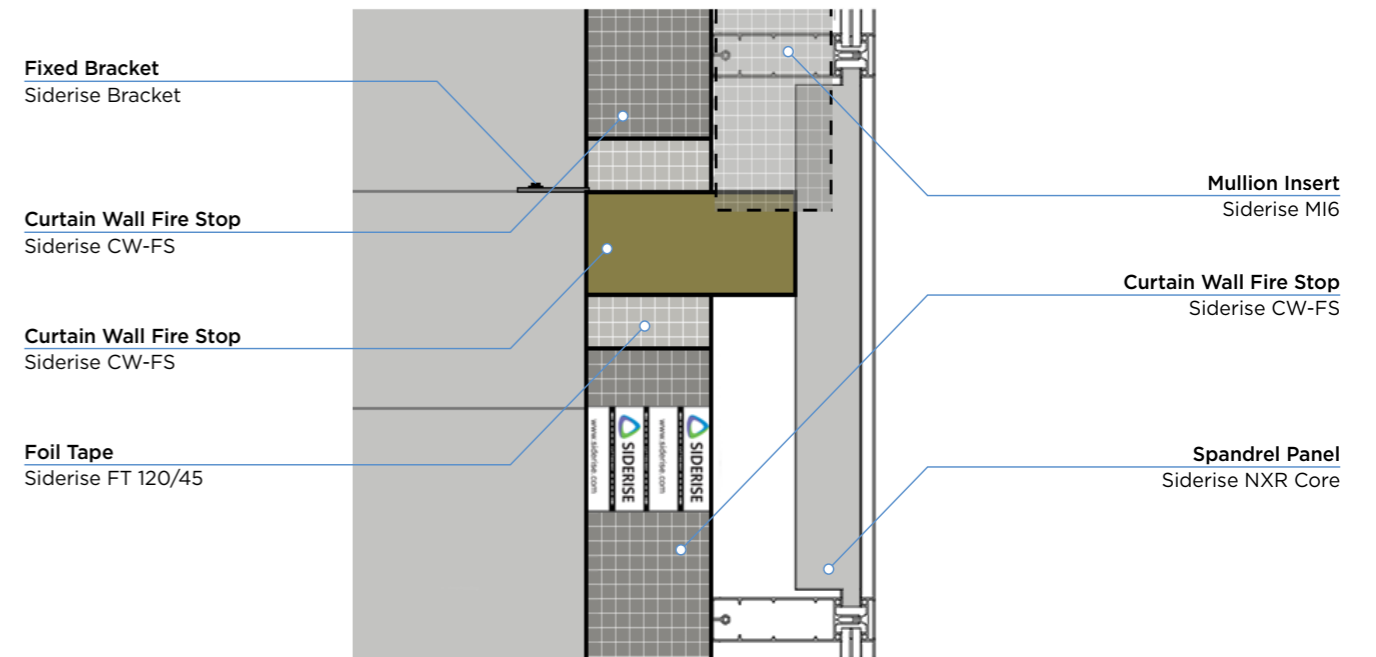 Fixed Bracket
Siderise Bracket
Curtain Wall Fire Stop
Siderise CW-FS
Curtain Wall Fire Stop
Siderise CW-FS
Foil Tape
Siderise FT 120/45
www.siderise.com
SIDERISE
www.siderise.com
SIDERISE
Mullion Insert
Siderise MI6
Curtain Wall Fire Stop
Siderise CW-FS
Spandrel Panel
Siderise NXR Core